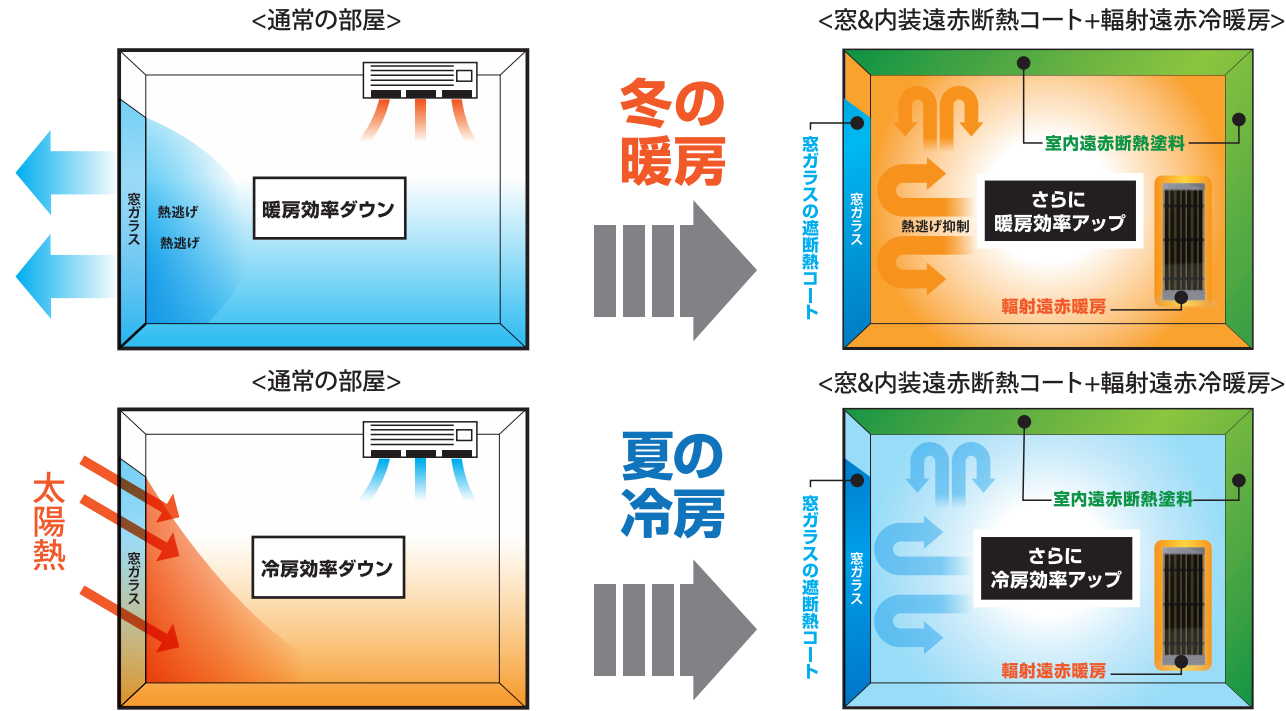 <通常の部屋>
<窓&内装遠赤断熱コート+輻射遠赤冷暖房>
窓ガラス
熱逃げ
熱逃げ
暖房効率ダウン
冬の
暖房
窓ガラスの遮断熱コート
窓ガラス
室内遠赤断熱塗料
さらに
暖房効率アップ
熱逃げ抑制
輻射遠赤暖房
<通常の部屋>
<窓&内装遠赤断熱コート+輻射遠赤冷暖房>
太陽熱
窓ガラス
冷房効率ダウン
夏の
冷房
窓ガラスの遮断熱コート
窓ガラス
室内遠赤断熱塗料
さらに
冷房効率アップ
輻射遠赤暖房